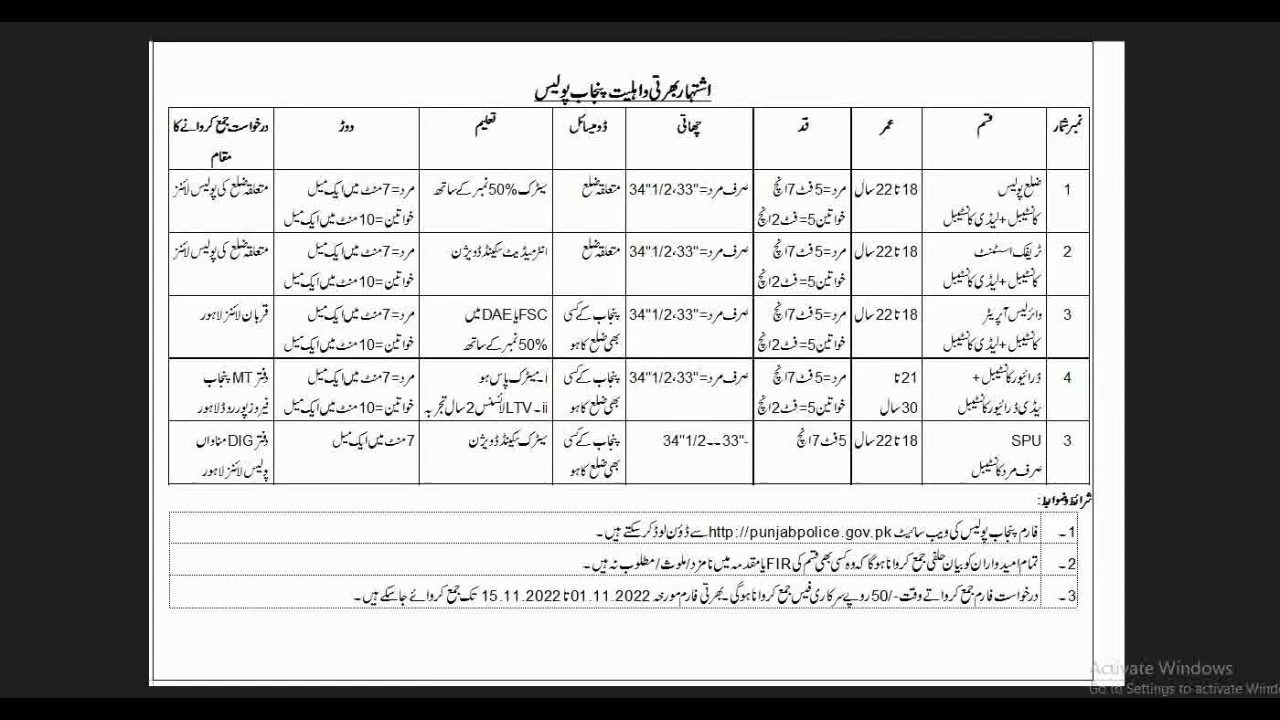 اشتہار بھرتی و اہلیت پنجاب پولیس
نمبر شمار قسم عمر قد چھاتی ڈومیسائل تعلیم دوڑ درخواست جمع کروانے کا
مقام
1 ضلع پولیس 18 تا 22 سال مرد=5 فٹ 7 انچ صرف مرد="33، 1/2"34 متعلقہ ضلع میٹرک %50 نمبر کے ساتھ مرد=7 منٹ میں ایک میل متعلقہ ضلع کی پولیس لائنز
کانسٹیبل+لیڈی کانسٹیبل خواتین 5= فٹ 2 انچ خواتین=10 منٹ میں ایک میل
2 ٹریفک اسسٹنٹ 18 تا 22 سال مرد=5 فٹ 7 انچ صرف مرد="33، 1/2"34 متعلقہ ضلع انٹرمیڈیٹ سیکنڈ ڈویژن مرد=7 منٹ میں ایک میل متعلقہ ضلع کی پولیس لائنز
کانسٹیبل+لیڈی کانسٹیبل خواتین 5= فٹ 2 انچ خواتین=10 منٹ میں ایک میل
3 وائرلیس آپریٹر 18 تا 22 سال مرد=5 فٹ 7 انچ صرف مرد="33، 1/2"34 پنجاب کے کسی FSC یا DAE میں مرد=7 منٹ میں ایک میل قربان لائنز لاہور
کانسٹیبل+لیڈی کانسٹیبل خواتین 5= فٹ 2 انچ بھی ضلع کا ہو %50 نمبر کے ساتھ خواتین=10 منٹ میں ایک میل
4 ڈرائیور کانسٹیبل + 21 تا مرد=5 فٹ 7 انچ صرف مرد="33، 1/2"34 پنجاب کے کسی i۔ میٹرک پاس ہو مرد=7 منٹ میں ایک میل دفتر MT پنجاب
یڈی ڈرائیور کانسٹیبل 30 سال خواتین 5= فٹ 2 انچ بھی ضلع کا ہو ii۔ LTV لائسنس 2 سال تجربہ خواتین=10 منٹ میں ایک میل فیروز پور روڈ لاہور
3 SPU 18 تا 22 سال 5 فٹ 7 انچ -"33۔۔1/2"34 پنجاب کے کسی میٹرک سیکنڈ ڈویژن 7 منٹ میں ایک میل دفتر DIG مناواں
صرف مرد کانسٹیبل بھی ضلع کا ہو پولیس لائنز لاہور
شرائط و ضوابط:
1۔ فارم پنجاب پولیس کی ویب سائیٹ http://punjabpolice.gov.pk سے ڈاؤن لوڈ کر سکتے ہیں۔
2۔ تمام امیدواران کو بیان حلفی جمع کروانا ہوگا کہ وہ کسی بھی قسم کی FIR یا مقدمہ میں نامزد/ملوث/مطلوب نہ ہیں۔
3۔ درخواست فارم جمع کرواتے وقت -/50 روپے سرکاری فیس جمع کروانا ہوگی۔ بھرتی فارم مورخہ 01.11.2022 تا 15.11.2022 تک جمع کروائے جا سکے ہیں۔
Activate Windows
Go to Settings to activate Wind